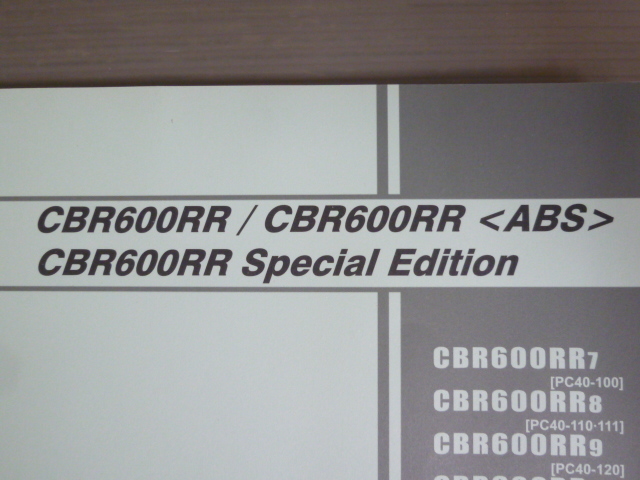 CBR600RR / CBR600RR <ABS>
CBR600RR Special Edition
CBR600RR7
[PC40-100]
CBR600RR8
[PC40-110·111]
CBR600RR9
[PC40-120]